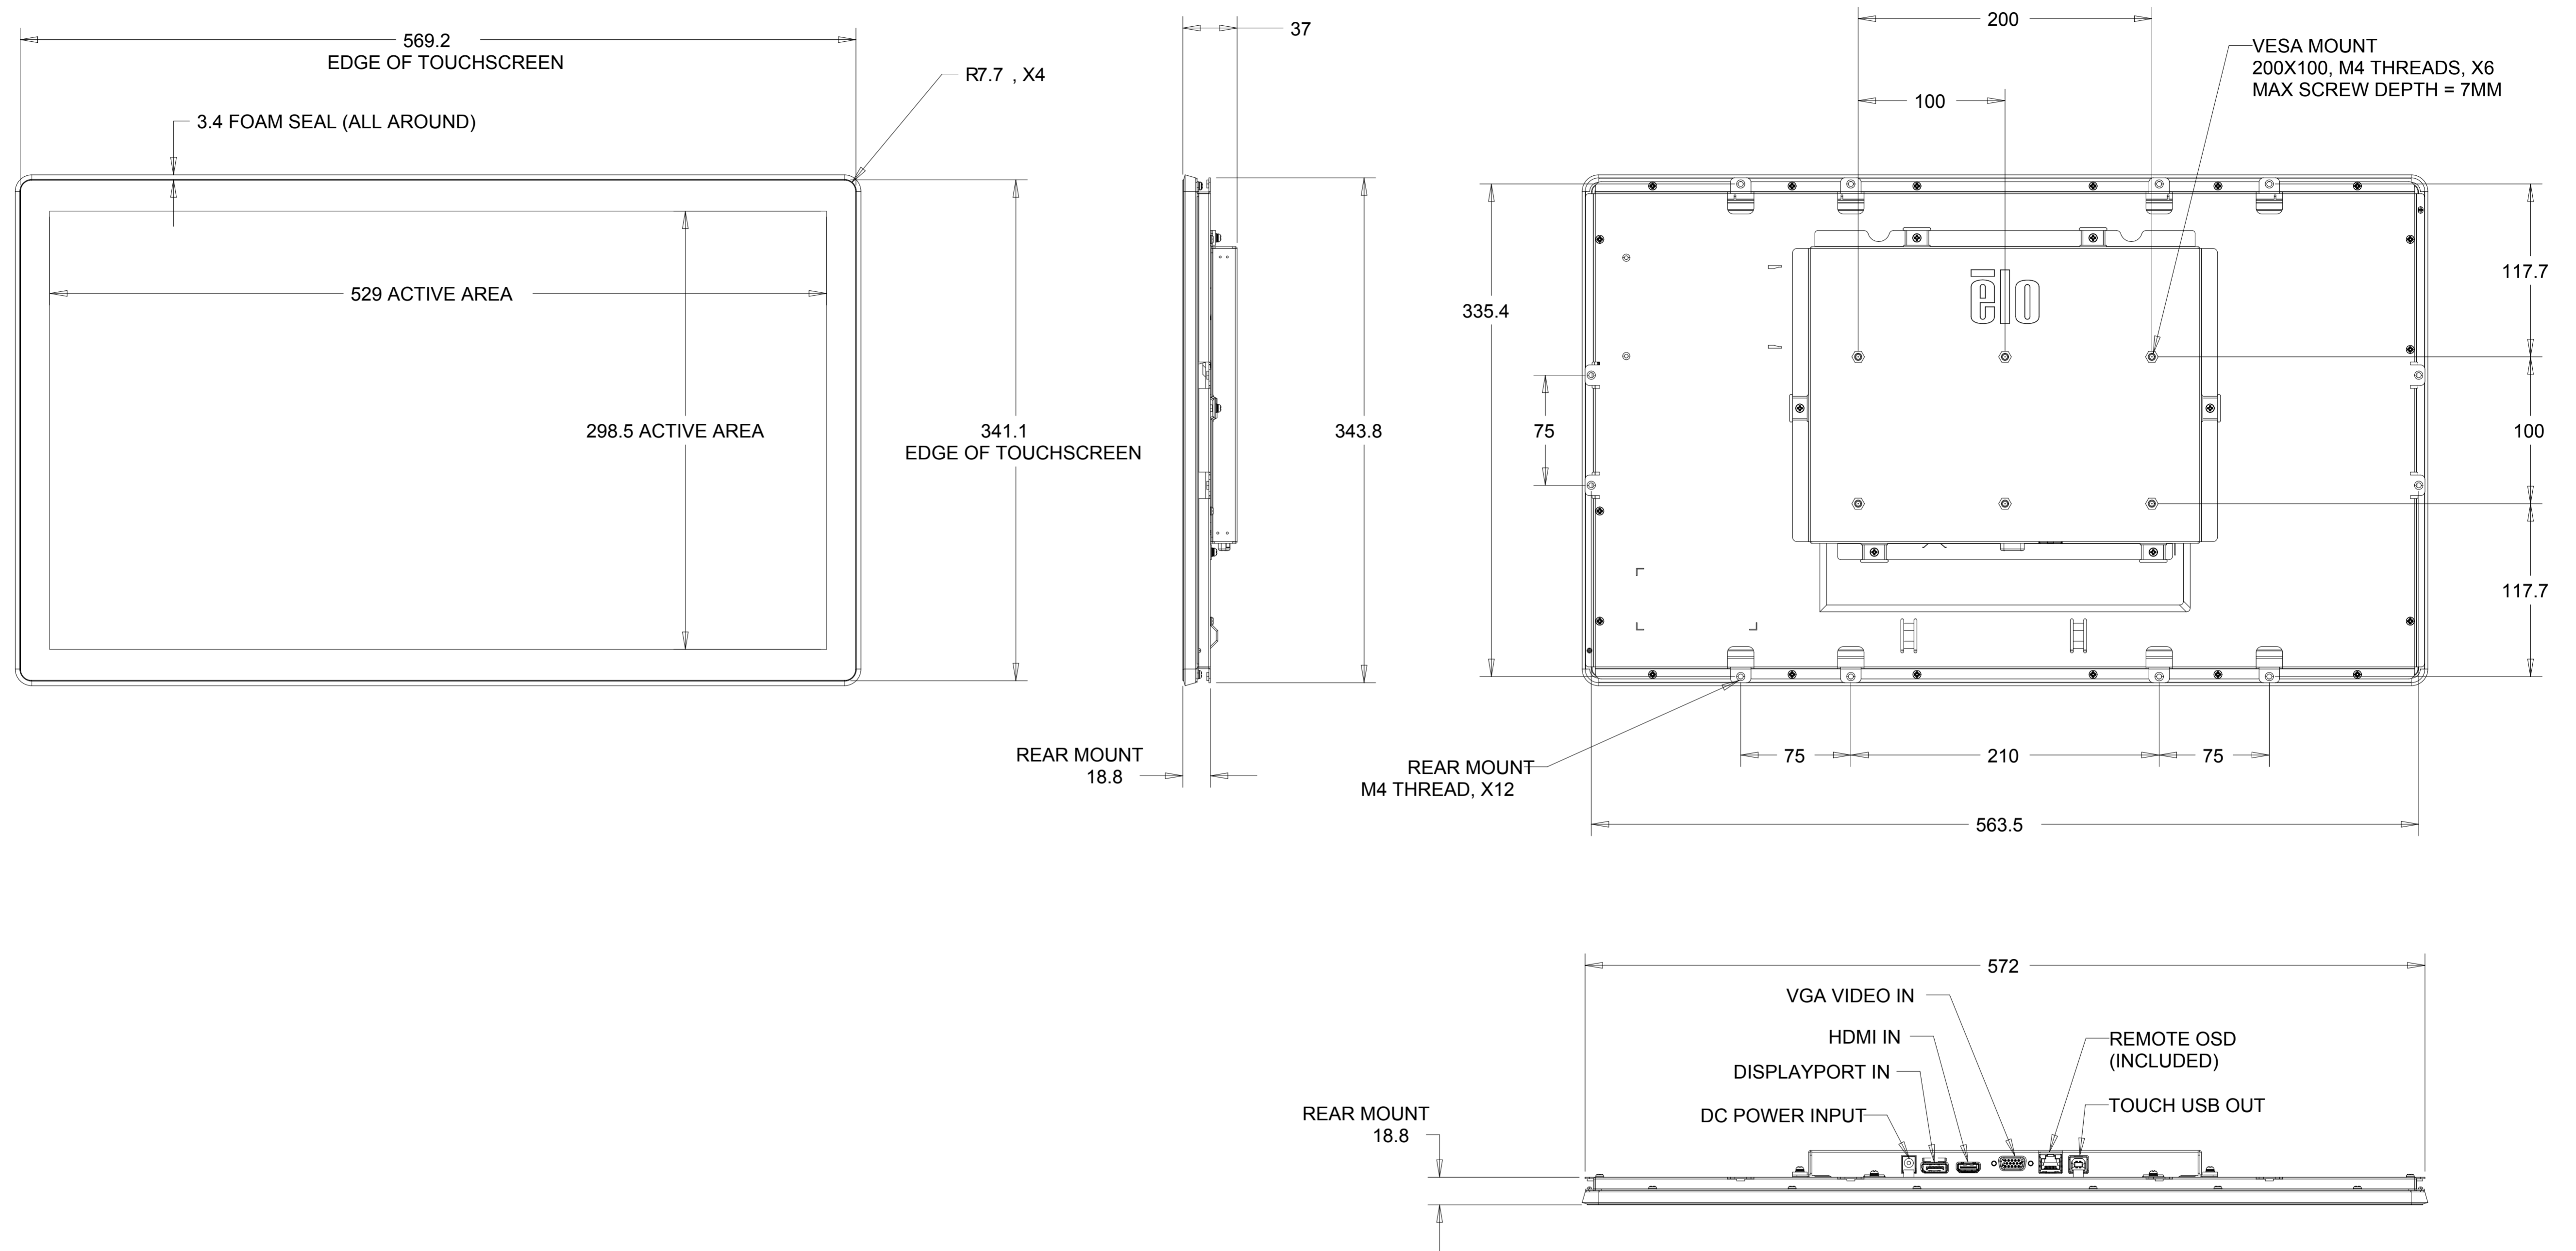 569.2
EDGE OF TOUCHSCREEN
R7.7 , X4
3.4 FOAM SEAL (ALL AROUND)
529 ACTIVE AREA
298.5 ACTIVE AREA
341.1
EDGE OF TOUCHSCREEN
37
343.8
REAR MOUNT
18.8
200
100
VESA MOUNT
200X100, M4 THREADS, X6
MAX SCREW DEPTH = 7MM
335.4
75
elo
117.7
100
117.7
REAR MOUNT
M4 THREAD, X12
75
210
75
563.5
572
VGA VIDEO IN
HDMI IN
DISPLAYPORT IN
DC POWER INPUT
REMOTE OSD
(INCLUDED)
TOUCH USB OUT
REAR MOUNT
18.8